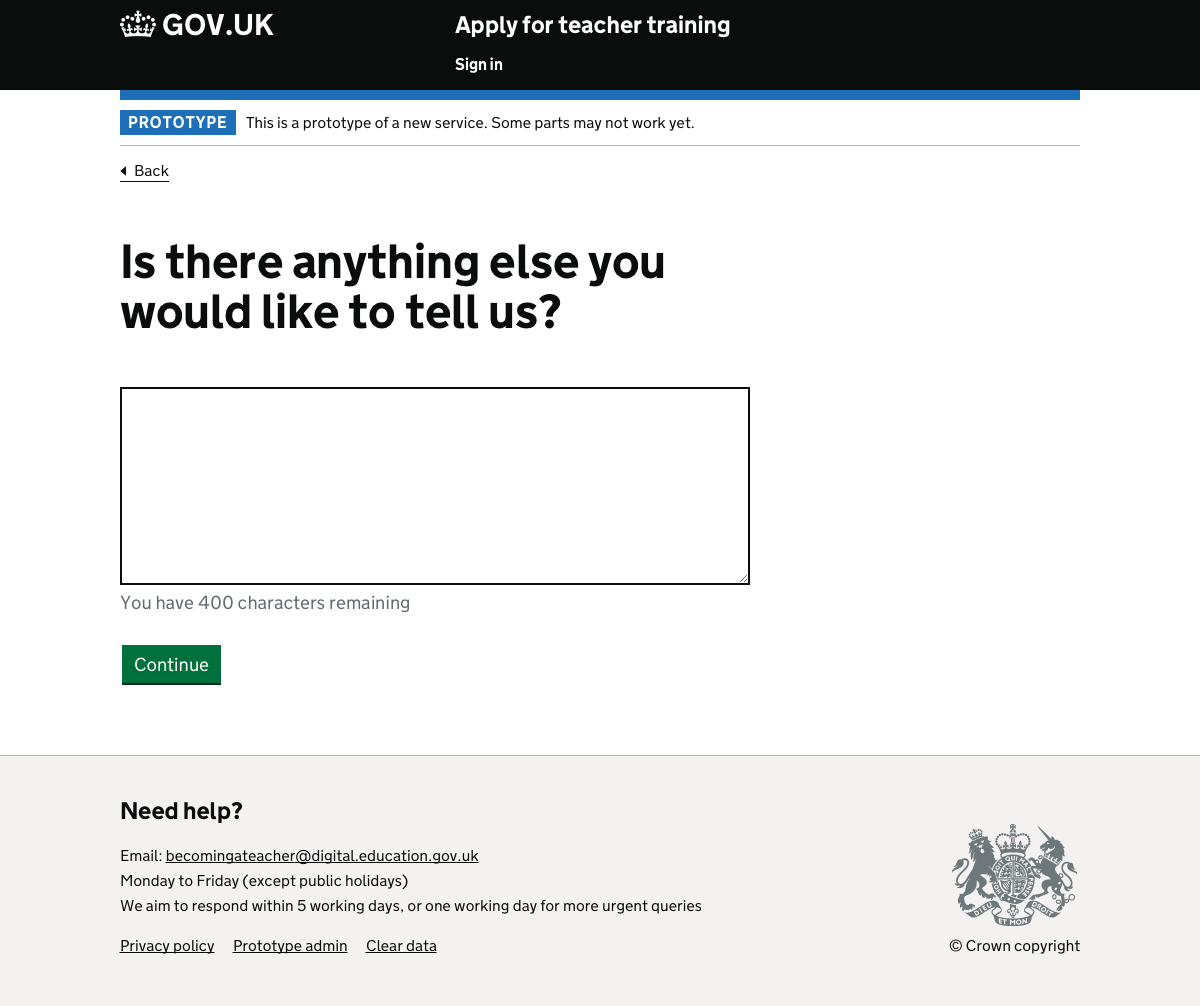 GOV.UK
Apply for teacher training
Sign in
PROTOTYPE This is a prototype of a new service. Some parts may not work yet.
Back
Is there anything else you
would like to tell us?
You have 400 characters remaining
Continue
Need help?
Email: becomingateacher@digital.education.gov.uk
Monday to Friday (except public holidays)
We aim to respond within 5 working days, or one working day for more urgent queries
Privacy policy Prototype admin Clear data
DIEU ET MON DROIT
© Crown copyright